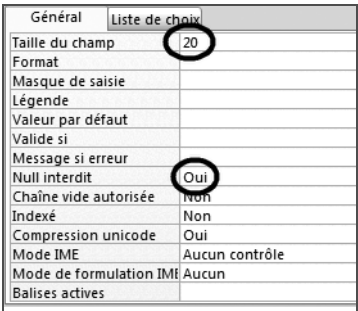 Général Liste de choix
Taille du champ 20
Format
Masque de saisie
Légende
Valeur par défaut
Valide si
Message si erreur
Null interdit Oui
Chaîne vide autorisée Non
Indexé Non
Compression unicode Oui
Mode IME Aucun contrôle
Mode de formulation IME Aucun
Balises actives